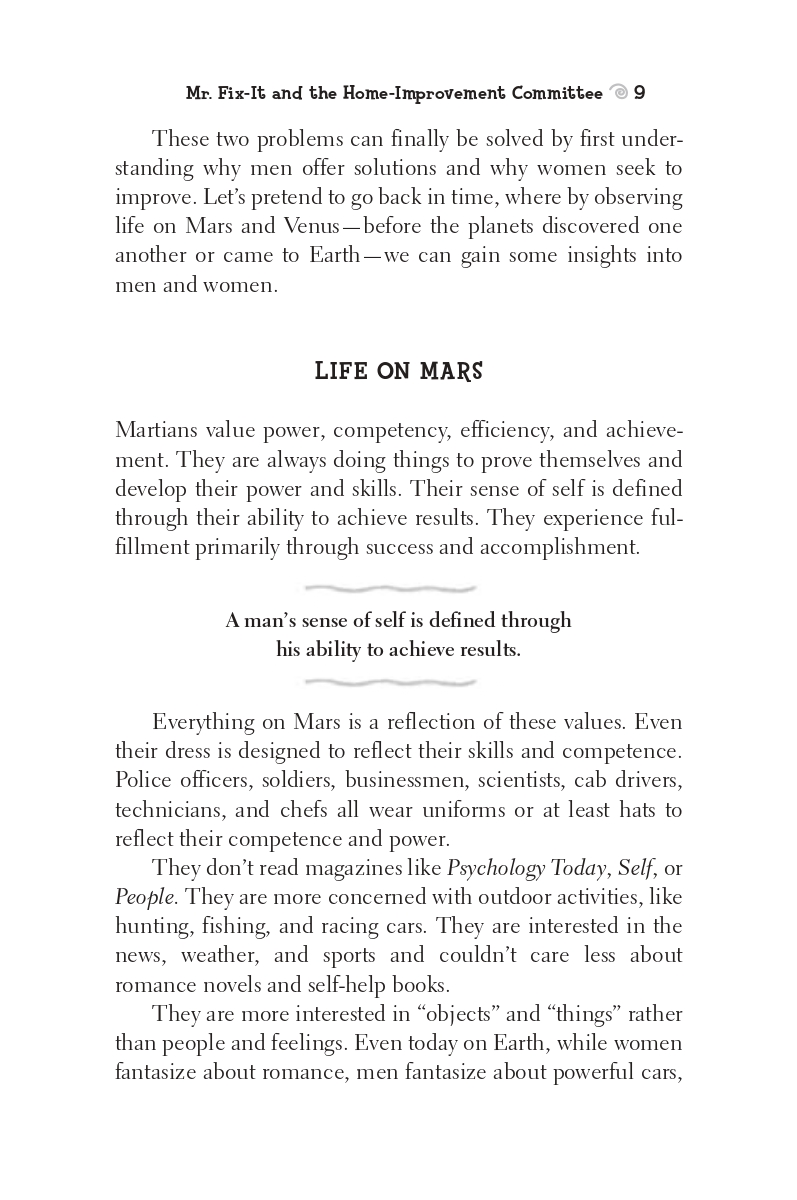 Mr. Fix-It and the Home-Improvement Committee 9
These two problems can finally be solved by first under-
standing why men offer solutions and why women seek to
improve. Let’s pretend to go back in time, where by observing
life on Mars and Venus—before the planets discovered one
another or came to Earth—we can gain some insights into
men and women.
LIFE ON MARS
Martians value power, competency, efficiency, and achieve-
ment. They are always doing things to prove themselves and
develop their power and skills. Their sense of self is defined
through their ability to achieve results. They experience ful-
fillment primarily through success and accomplishment.
A man’s sense of self is defined through
his ability to achieve results.
Everything on Mars is a reflection of these values. Even
their dress is designed to reflect their skills and competence.
Police officers, soldiers, businessmen, scientists, cab drivers,
technicians, and chefs all wear uniforms or at least hats to
reflect their competence and power.
They don’t read magazines like Psychology Today, Self, or
People. They are more concerned with outdoor activities, like
hunting, fishing, and racing cars. They are interested in the
news, weather, and sports and couldn’t care less about
romance novels and self-help books.
They are more interested in “objects” and “things” rather
than people and feelings. Even today on Earth, while women
fantasize about romance, men fantasize about powerful cars,